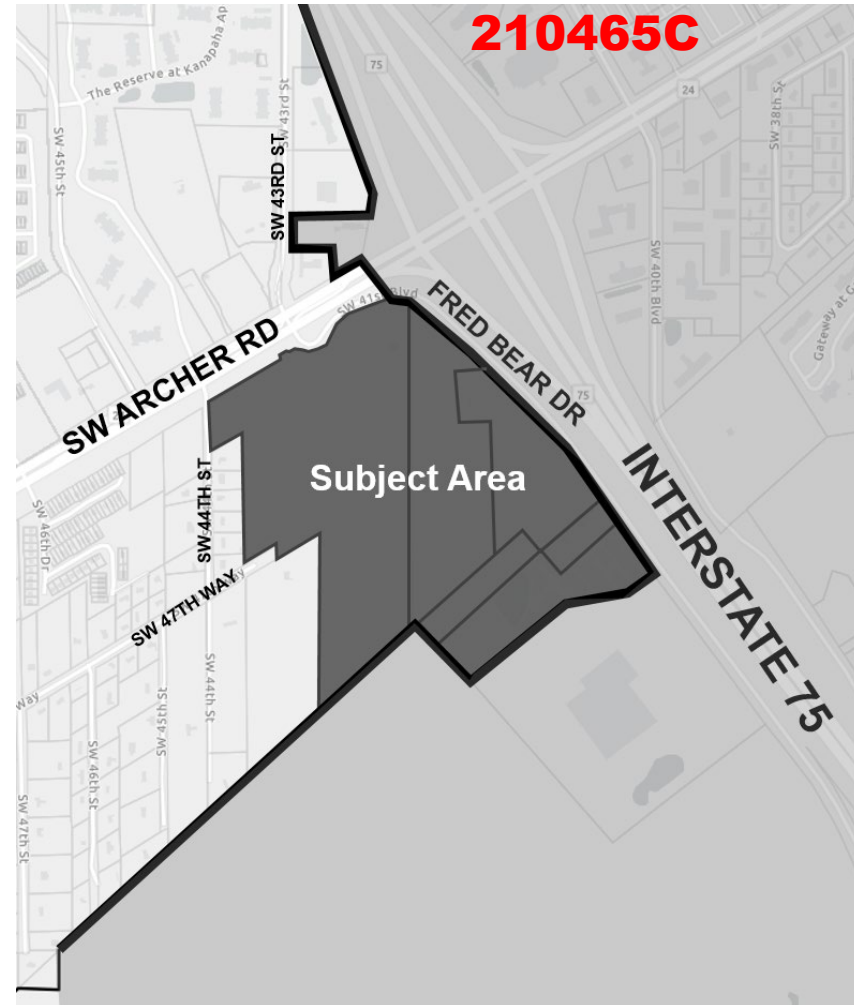 210465C
The Reserve at Kanapaha Ap
75
24
SW 38th S
SW 45th St
SW 43rd St
SW 43RD ST
SW 40th Blvd
SW 41st Blvd
FRED BEAR DR
Gateway at G
SW ARCHER RD
75
Subject Area
INTERSTATE 75
SW 44TH ST
SW 46th Dr
SW 47TH WAY
Way
SW 44th St
SW 45th St
SW 46th St
SW 47th St